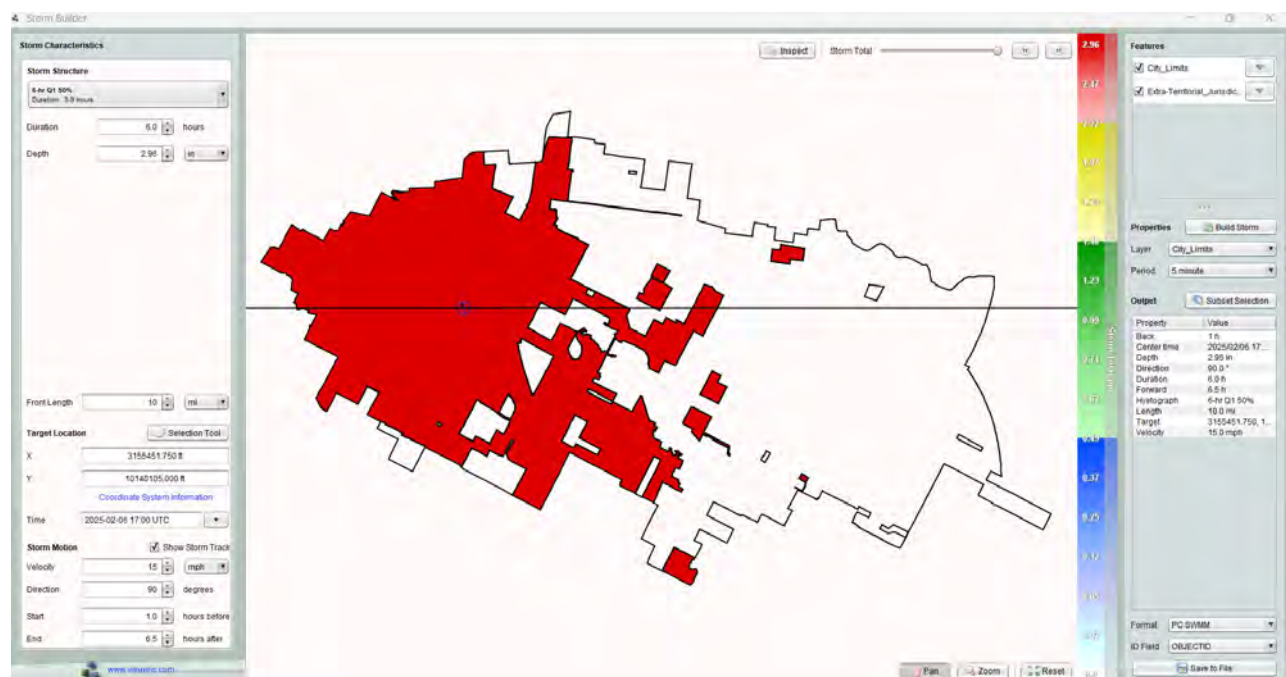 Storm Builder
Storm Characteristics
Storm Structure
6-hr Q1 50%
Duration: 3-9 hours
Duration 6.0 hours
Depth 2.96 in
Front Length 10 mi
Target Location Selection Tool
X 3155451.750 ft
Y 10140105.000 ft
Coordinate System Information
Time 2025-02-06 17:00 UTC
Storm Motion Show Storm Track
Velocity 15 mph
Direction 90 degrees
Start 1.0 hours before
End 6.5 hours after
Inspect Storm Total
Pan Zoom Reset
2.96
1.23
0.37
0.25
Features
City_Limits
Extra-Territorial_Jurisdic...
Properties Build Storm
Layer City_Limits
Period 5 minute
Output Subset Selection
Property Value
Back 1 h
Center time 2025/02/06 17...
Depth 2.96 in
Direction 90.0 °
Duration 6.0 h
Forward 6.5 h
Hyetograph 6-hr Q1 50%
Length 10.0 mi
Target 3155451.750, 1...
Velocity 15.0 mph
Format PC SWMM
ID Field OBJECTID
Save to File